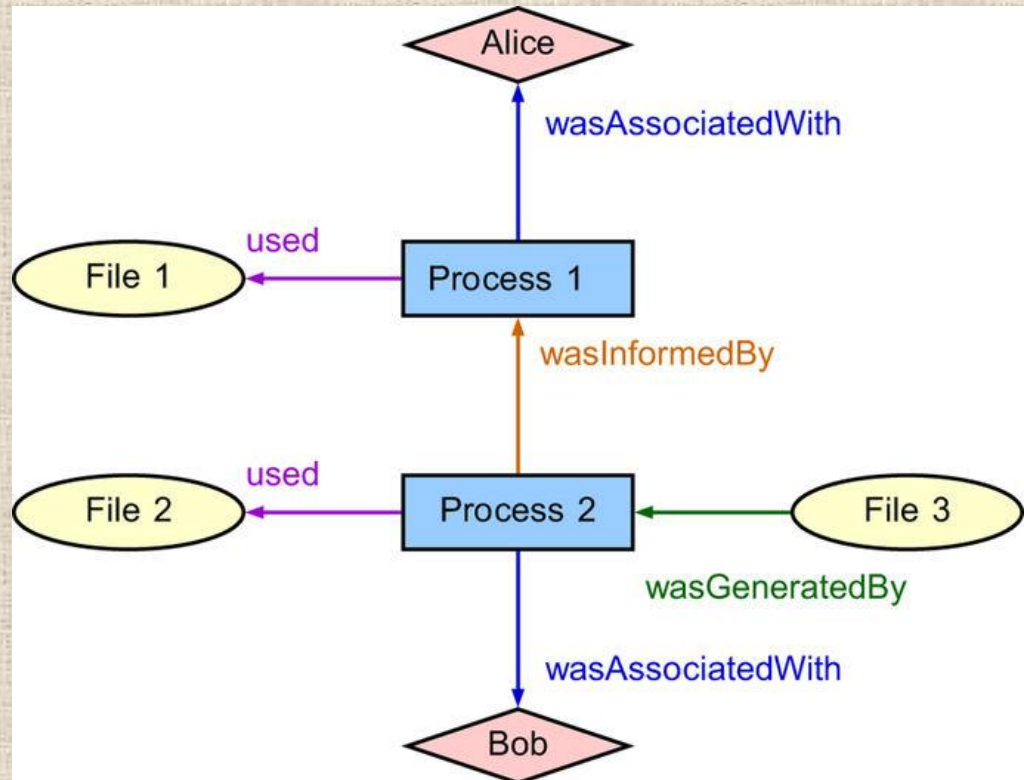 Alice
wasAssociatedWith
used
File 1
Process 1
wasInformedBy
used
File 2
Process 2
File 3
wasGeneratedBy
wasAssociatedWith
Bob